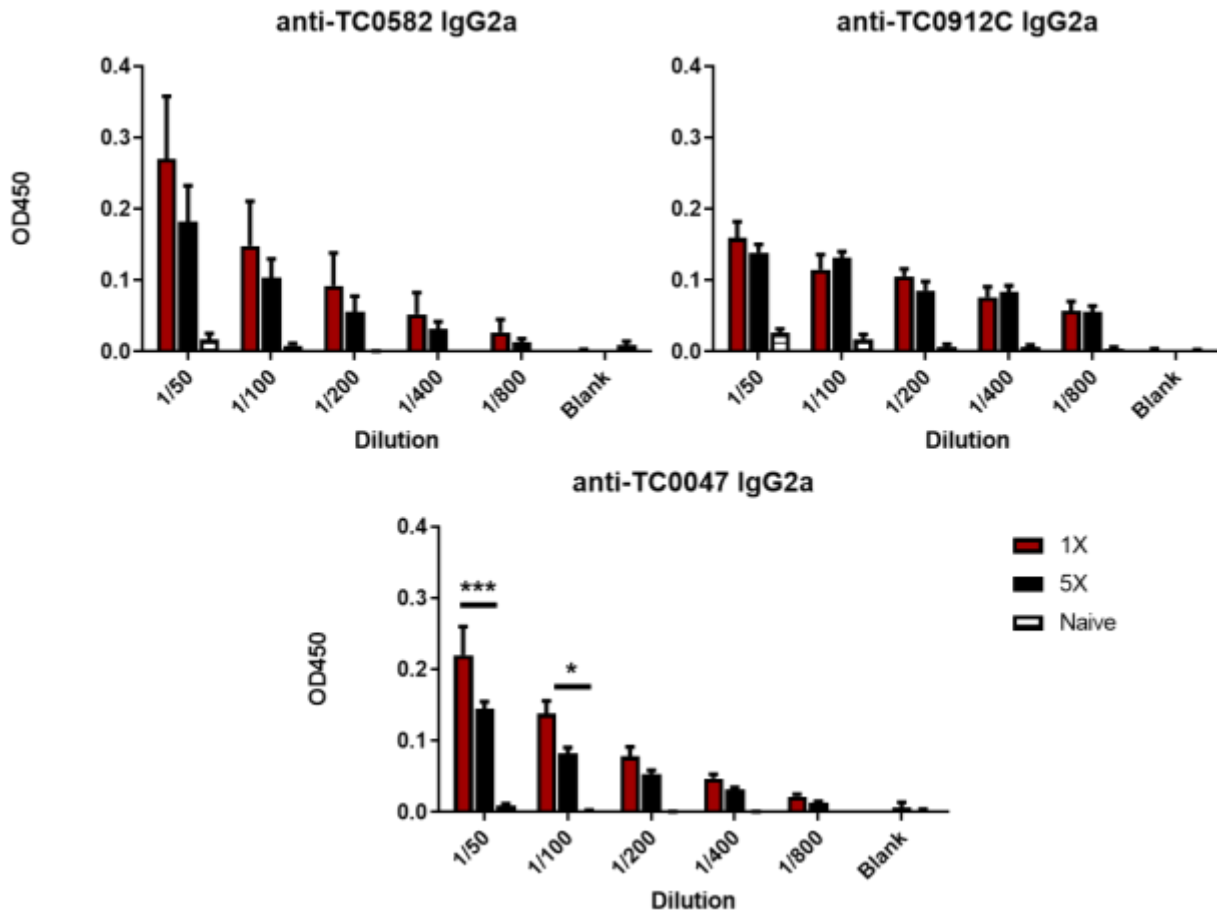 anti-TC0582 IgG2a
OD450
0.4
0.3
0.2
0.1
0.0
1/50
1/100
1/200
1/400
1/800
Blank
Dilution
anti-TC0912C IgG2a
0.4
0.3
0.2
0.1
0.0
1/50
1/100
1/200
1/400
1/800
Blank
Dilution
anti-TC0047 IgG2a
OD450
0.4
0.3
0.2
0.1
0.0
***
*
1/50
1/100
1/200
1/400
1/800
Blank
Dilution
1X
5X
Naive